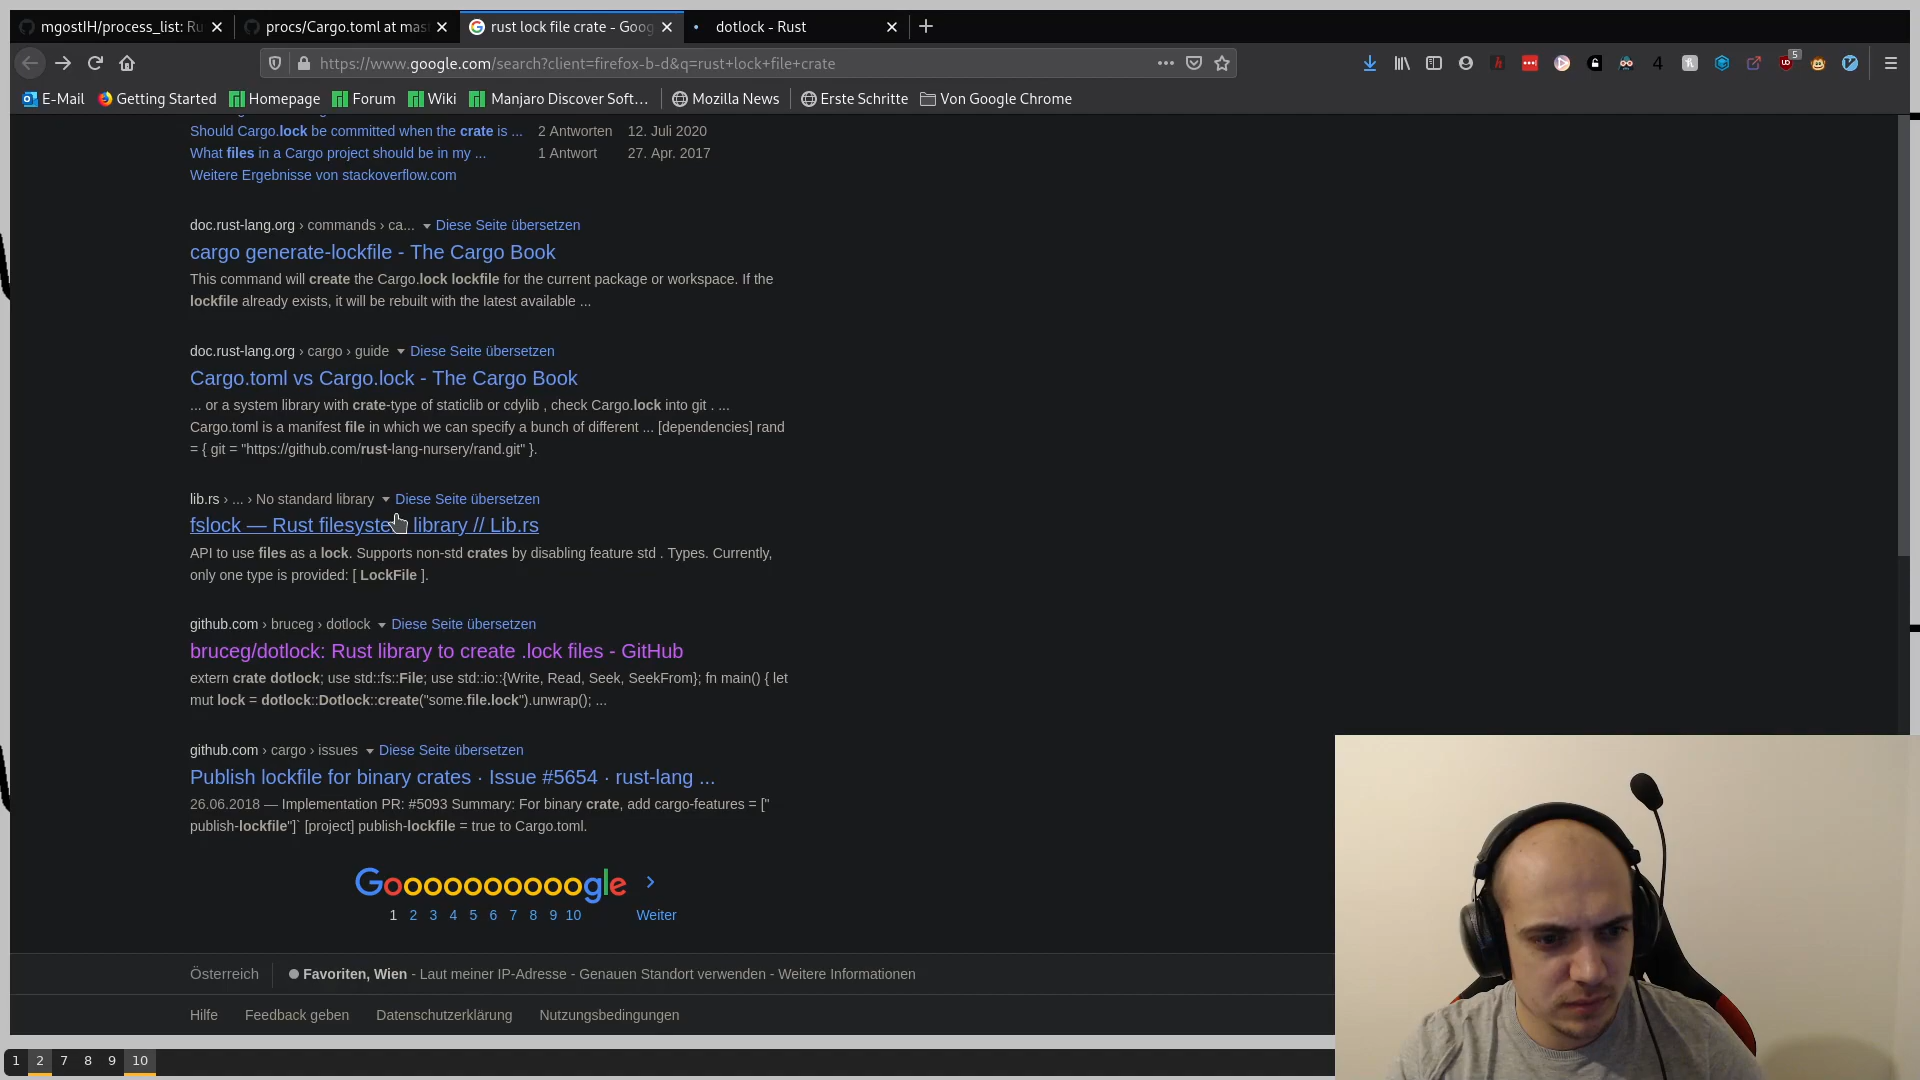 mgostIH/process_list: Ru
procs/Cargo.toml at mas
rust lock file crate - Goog
dotlock - Rust
https://www.google.com/search?client=firefox-b-d&q=rust+lock+file+crate
5
4
E-Mail
Getting Started
Homepage
Forum
Wiki
Manjaro Discover Soft…
Mozilla News
Erste Schritte
Von Google Chrome
Should Cargo.lock be committed when the crate is ... 2 Antworten 12. Juli 2020
What files in a Cargo project should be in my ... 1 Antwort 27. Apr. 2017
Weitere Ergebnisse von stackoverflow.com
doc.rust-lang.org › commands › ca... Diese Seite übersetzen
cargo generate-lockfile - The Cargo Book
This command will create the Cargo.lock lockfile for the current package or workspace. If the
lockfile already exists, it will be rebuilt with the latest available ...
doc.rust-lang.org › cargo › guide Diese Seite übersetzen
Cargo.toml vs Cargo.lock - The Cargo Book
... or a system library with crate-type of staticlib or cdylib , check Cargo.lock into git . ...
Cargo.toml is a manifest file in which we can specify a bunch of different ... [dependencies] rand
= { git = "https://github.com/rust-lang-nursery/rand.git" }.
lib.rs › ... › No standard library Diese Seite übersetzen
fslock — Rust filesystem library // Lib.rs
API to use files as a lock. Supports non-std crates by disabling feature std . Types. Currently,
only one type is provided: [ LockFile ].
github.com › bruceg › dotlock Diese Seite übersetzen
bruceg/dotlock: Rust library to create .lock files - GitHub
extern crate dotlock; use std::fs::File; use std::io::{Write, Read, Seek, SeekFrom}; fn main() { let
mut lock = dotlock::Dotlock::create("some.file.lock").unwrap(); ...
github.com › cargo › issues Diese Seite übersetzen
Publish lockfile for binary crates · Issue #5654 · rust-lang ...
26.06.2018 — Implementation PR: #5093 Summary: For binary crate, add cargo-features = ["
publish-lockfile"]` [project] publish-lockfile = true to Cargo.toml.
Goooooooooogle
1 2 3 4 5 6 7 8 9 10 Weiter
Österreich
Favoriten, Wien - Laut meiner IP-Adresse - Genauen Standort verwenden - Weitere Informationen
Hilfe Feedback geben Datenschutzerklärung Nutzungsbedingungen
1 2 7 8 9 10